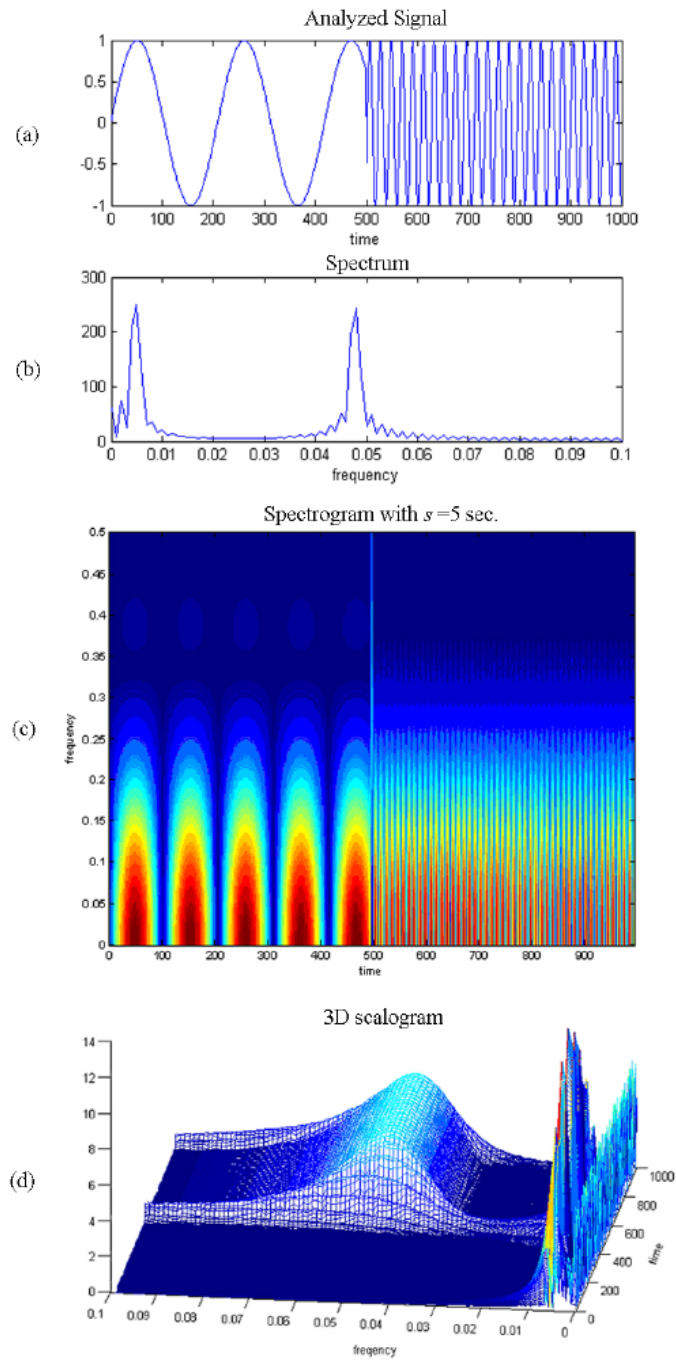 Analyzed Signal
(a)
1
0.5
0
-0.5
-1
0 100 200 300 400 500 600 700 800 900 1000
time
Spectrum
(b)
300
200
100
0
0 0.01 0.02 0.03 0.04 0.05 0.06 0.07 0.08 0.09 0.1
frequency
Spectrogram with s =5 sec.
(c)
frequency
0.5
0.45
0.4
0.35
0.3
0.25
0.2
0.15
0.1
0.05
0
0 100 200 300 400 500 600 700 800 900
time
3D scalogram
(d)
14
12
10
8
6
4
2
0
0.1 0.09 0.08 0.07 0.06 0.05 0.04 0.03 0.02 0.01 0
freqency
1000
800
600
400
200
0
time